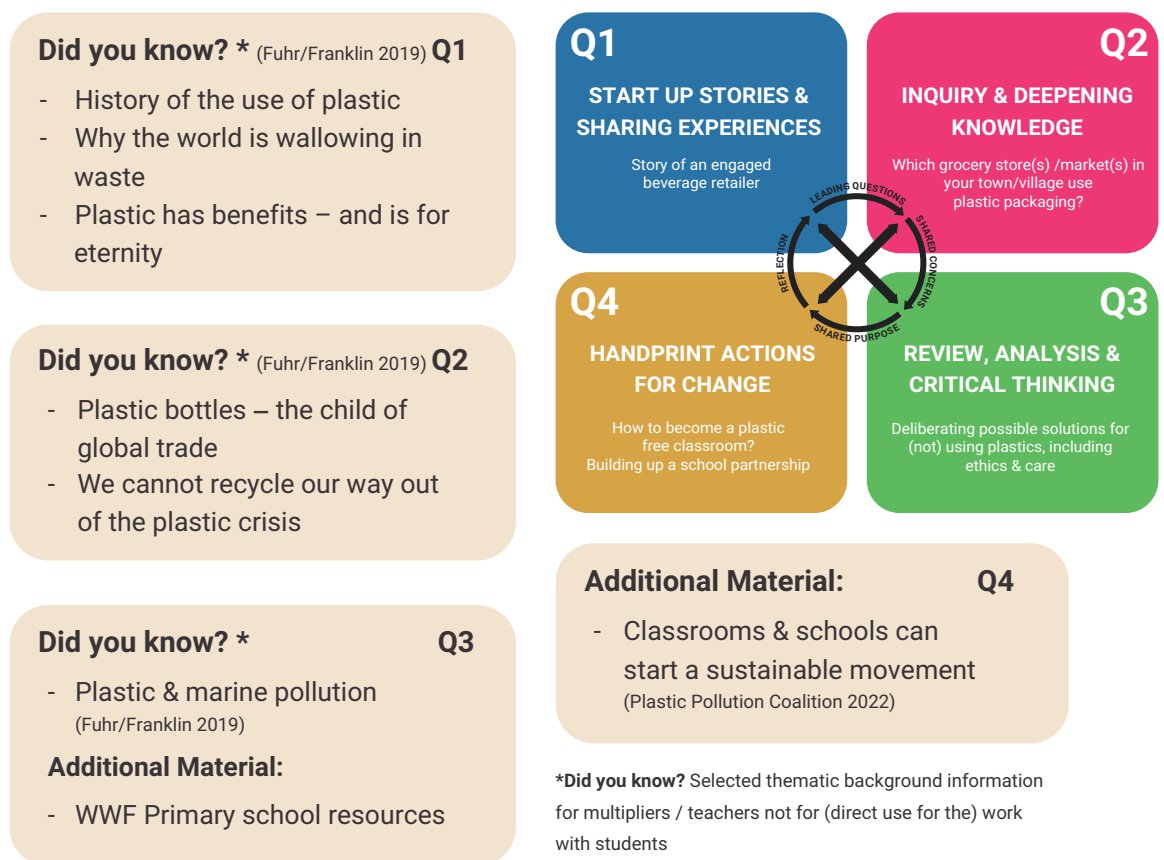 Did you know? * (Fuhr/Franklin 2019) Q1
- History of the use of plastic
- Why the world is wallowing in
waste
- Plastic has benefits – and is for
eternity
Did you know? * (Fuhr/Franklin 2019) Q2
- Plastic bottles – the child of
global trade
- We cannot recycle our way out
of the plastic crisis
Did you know? * Q3
- Plastic & marine pollution
(Fuhr/Franklin 2019)
Additional Material:
- WWF Primary school resources
Q1
START UP STORIES &
SHARING EXPERIENCES
Story of an engaged
beverage retailer
Q2
INQUIRY & DEEPENING
KNOWLEDGE
Which grocery store(s) /market(s) in
your town/village use
plastic packaging?
LEADING QUESTIONS
SHARED CONCERNS
SHARED PURPOSE
REFLECTION
Q4
HANDPRINT ACTIONS
FOR CHANGE
How to become a plastic
free classroom?
Building up a school partnership
Q3
REVIEW, ANALYSIS &
CRITICAL THINKING
Deliberating possible solutions for
(not) using plastics, including
ethics & care
Additional Material: Q4
- Classrooms & schools can
start a sustainable movement
(Plastic Pollution Coalition 2022)
*Did you know? Selected thematic background information
for multipliers / teachers not for (direct use for the) work
with students